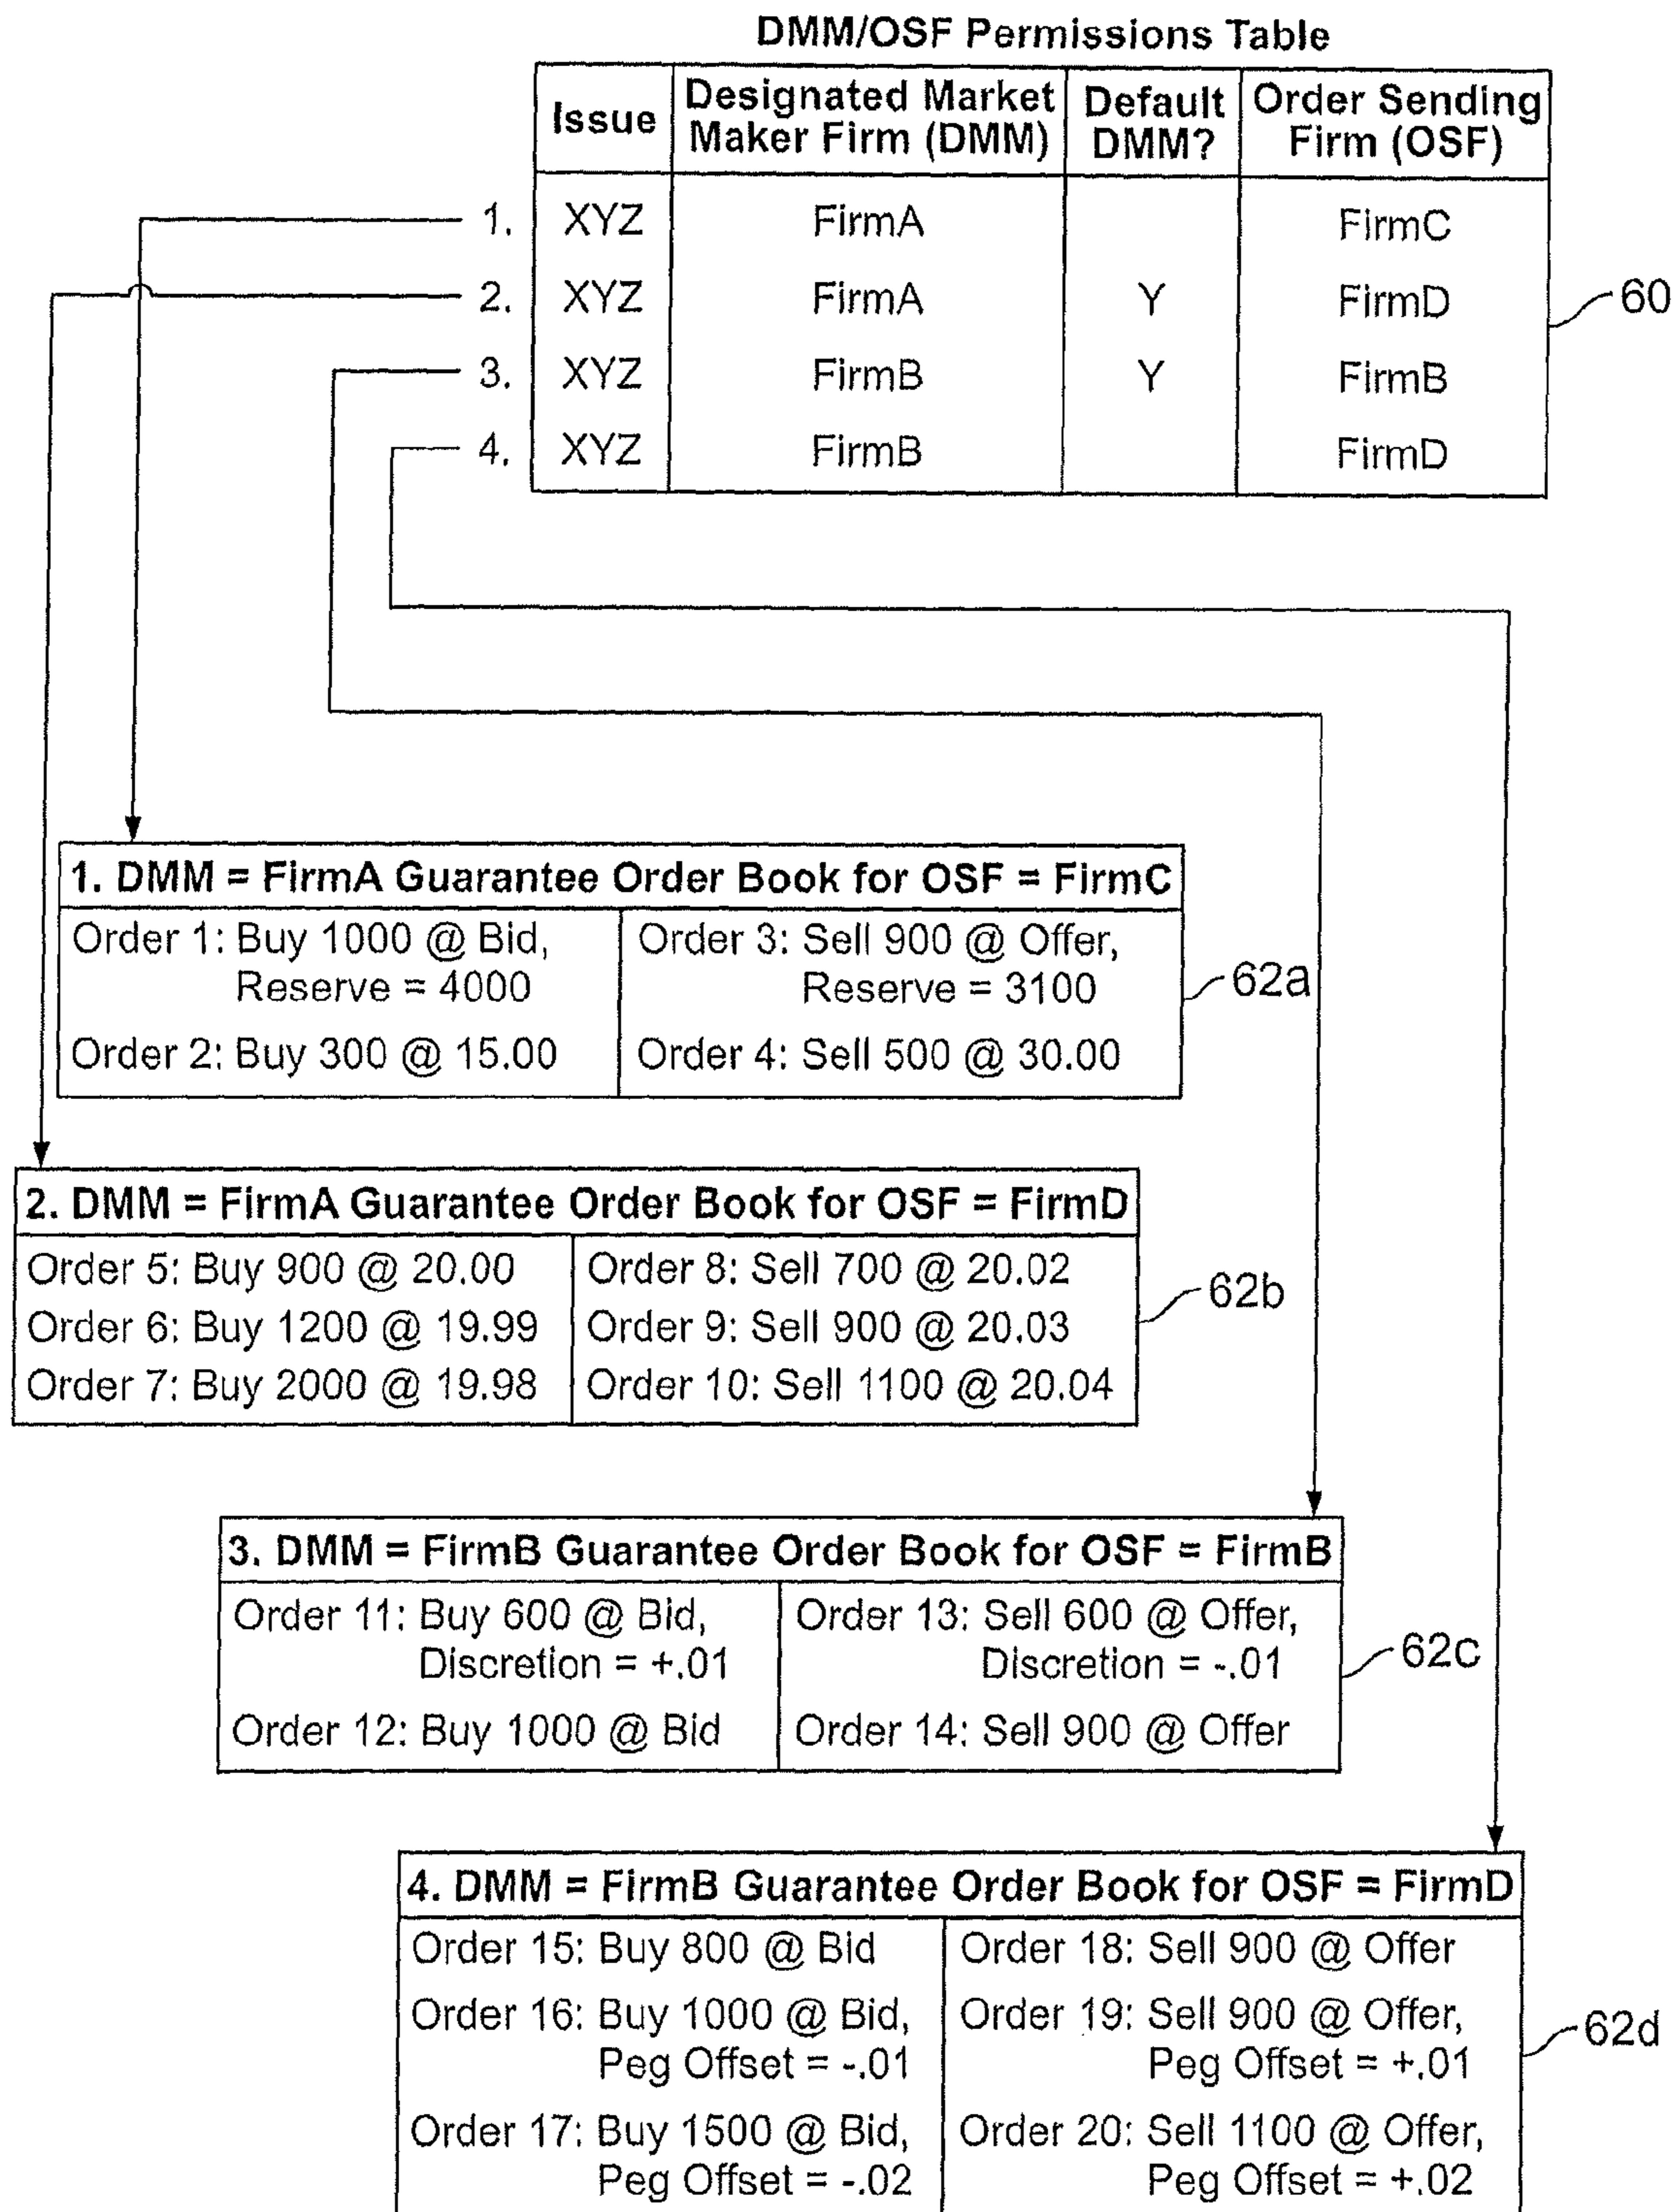 DMM/OSF Permissions Table
Issue | Designated Market Maker Firm (DMM) | Default DMM? | Order Sending Firm (OSF)
1. XYZ FirmA FirmC
2. XYZ FirmA Y FirmD
3. XYZ FirmB Y FirmB
4. XYZ FirmB FirmD
60
1. DMM = FirmA Guarantee Order Book for OSF = FirmC
Order 1: Buy 1000 @ Bid,
Reserve = 4000
Order 2: Buy 300 @ 15.00
Order 3: Sell 900 @ Offer,
Reserve = 3100
Order 4: Sell 500 @ 30.00
62a
2. DMM = FirmA Guarantee Order Book for OSF = FirmD
Order 5: Buy 900 @ 20.00
Order 6: Buy 1200 @ 19.99
Order 7: Buy 2000 @ 19.98
Order 8: Sell 700 @ 20.02
Order 9: Sell 900 @ 20.03
Order 10: Sell 1100 @ 20.04
62b
3. DMM = FirmB Guarantee Order Book for OSF = FirmB
Order 11: Buy 600 @ Bid,
Discretion = +.01
Order 12: Buy 1000 @ Bid
Order 13: Sell 600 @ Offer,
Discretion = -.01
Order 14: Sell 900 @ Offer
62c
4. DMM = FirmB Guarantee Order Book for OSF = FirmD
Order 15: Buy 800 @ Bid
Order 16: Buy 1000 @ Bid,
Peg Offset = -.01
Order 17: Buy 1500 @ Bid,
Peg Offset = -.02
Order 18: Sell 900 @ Offer
Order 19: Sell 900 @ Offer,
Peg Offset = +.01
Order 20: Sell 1100 @ Offer,
Peg Offset = +.02
62d